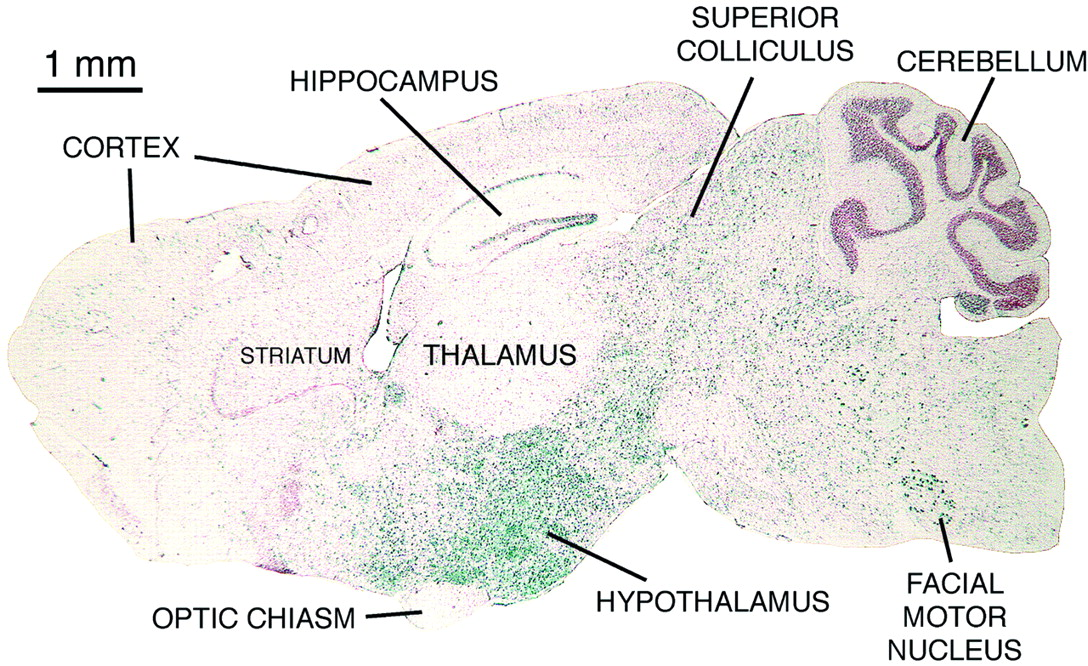 1 mm
SUPERIOR
COLLICULUS
CEREBELLUM
HIPPOCAMPUS
CORTEX
STRIATUM
THALAMUS
OPTIC CHIASM
HYPOTHALAMUS
FACIAL
MOTOR
NUCLEUS